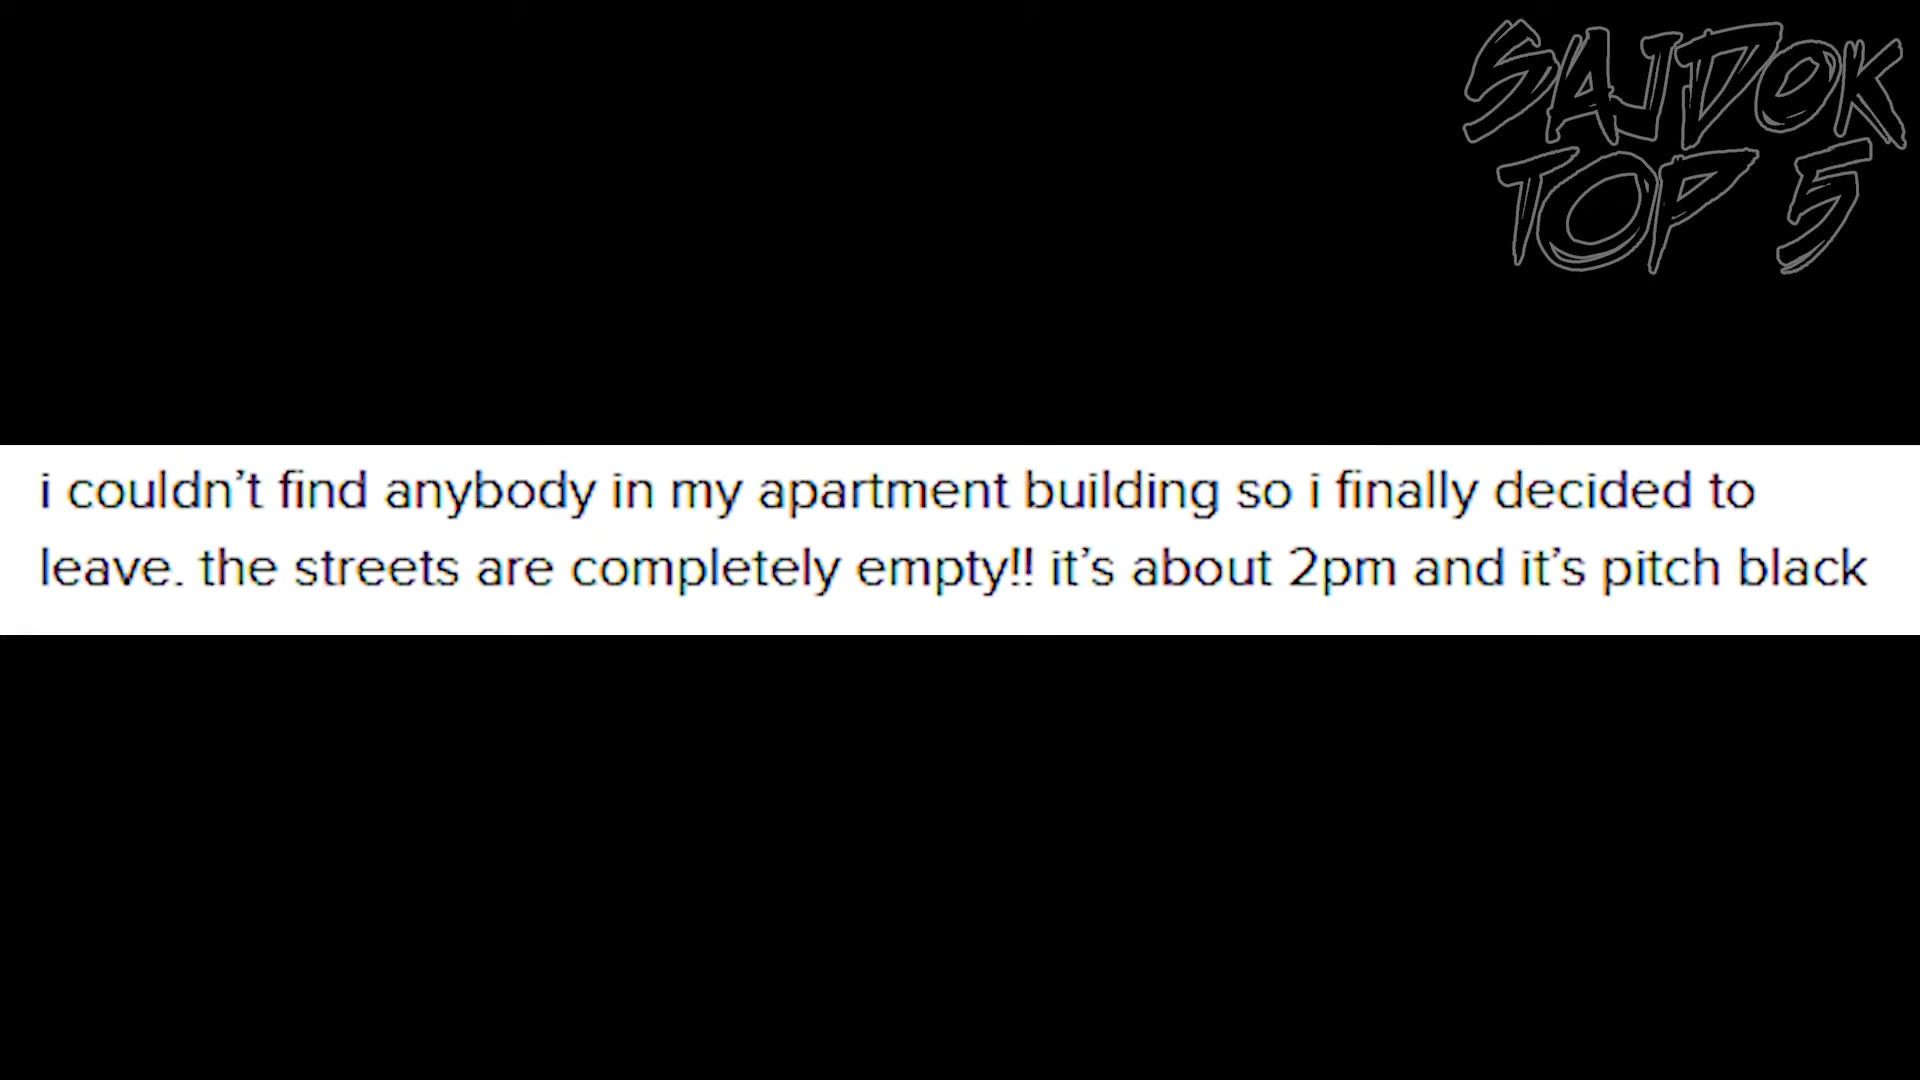 SAJDOK
TOP 5
i couldn’t find anybody in my apartment building so i finally decided to
leave. the streets are completely empty!! it’s about 2pm and it’s pitch black